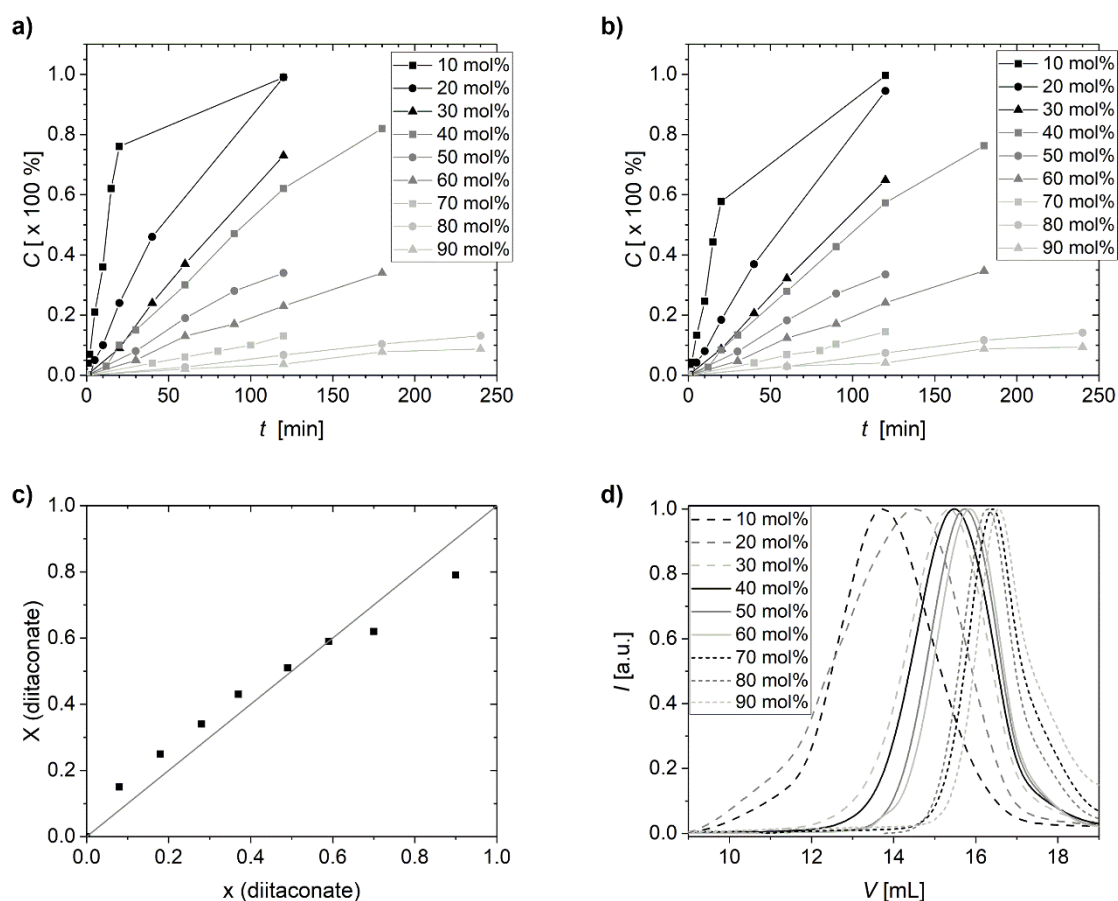 a)
1.0
0.8
0.6
0.4
0.2
0.0
C [ x 100 %]
0 50 100 150 200 250
t [min]
10 mol%
20 mol%
30 mol%
40 mol%
50 mol%
60 mol%
70 mol%
80 mol%
90 mol%
b)
1.0
0.8
0.6
0.4
0.2
0.0
C [ x 100 %]
0 50 100 150 200 250
t [min]
10 mol%
20 mol%
30 mol%
40 mol%
50 mol%
60 mol%
70 mol%
80 mol%
90 mol%
c)
1.0
0.8
0.6
0.4
0.2
0.0
X (diitaconate)
0.0 0.2 0.4 0.6 0.8 1.0
x (diitaconate)
d)
1.0
0.8
0.6
0.4
0.2
0.0
I [a.u.]
10 12 14 16 18
V [mL]
10 mol%
20 mol%
30 mol%
40 mol%
50 mol%
60 mol%
70 mol%
80 mol%
90 mol%